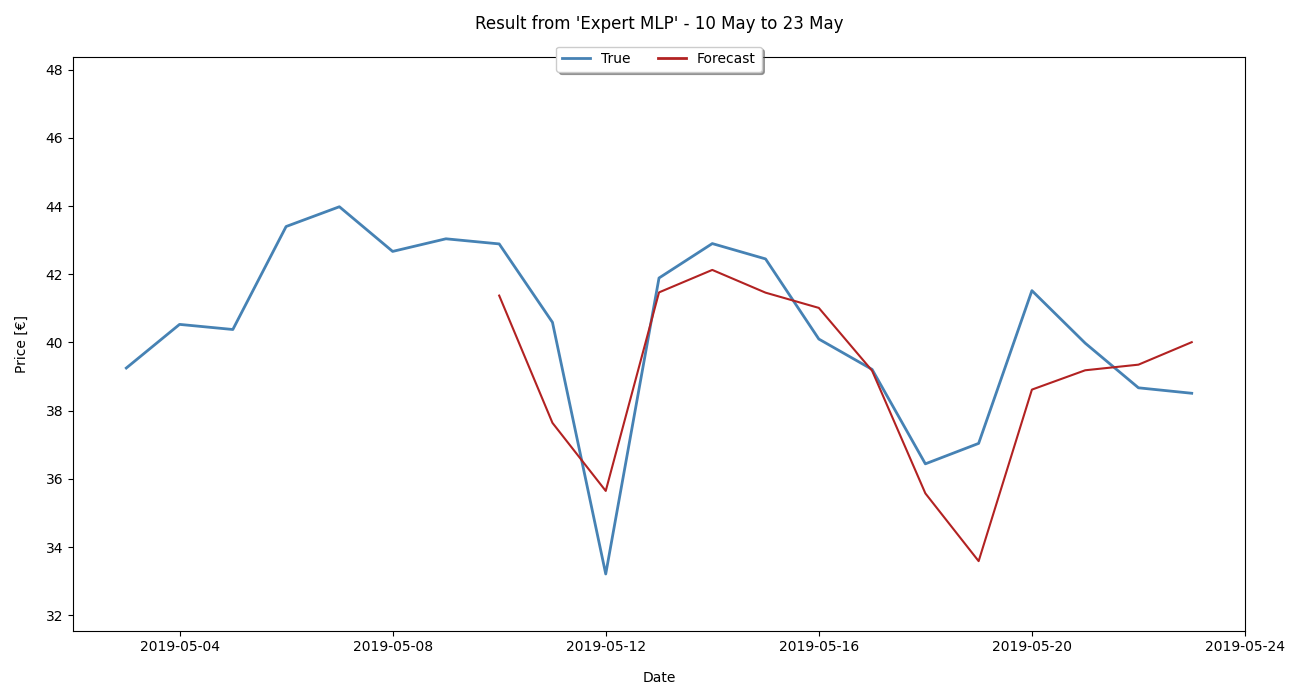 Result from 'Expert MLP' - 10 May to 23 May
True Forecast
48
46
44
42
40
38
36
34
32
Price [€]
2019-05-04 2019-05-08 2019-05-12 2019-05-16 2019-05-20 2019-05-24
Date